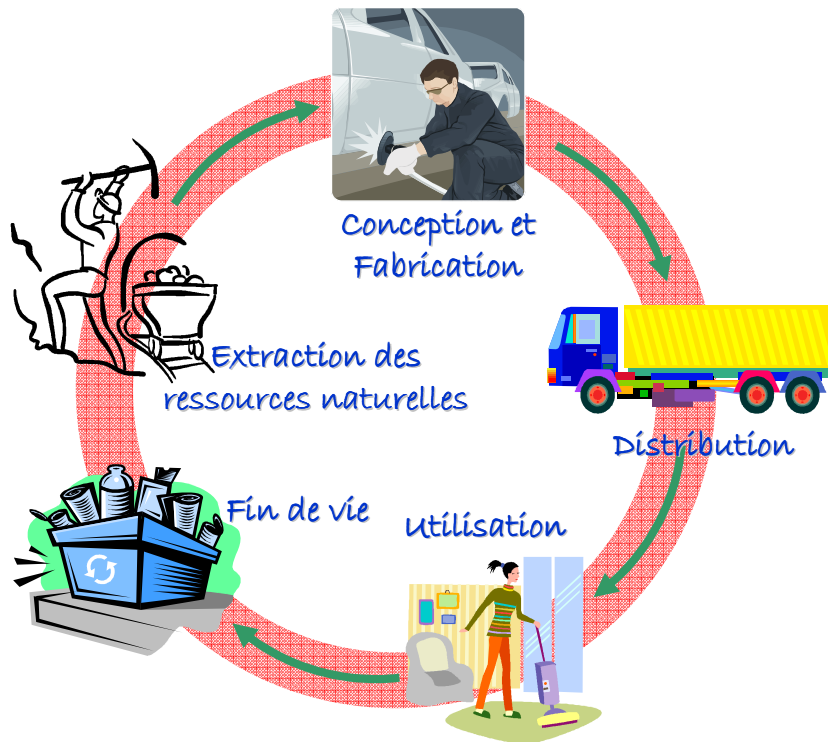 Conception et
Fabrication
Extraction des
ressources naturelles
Distribution
Fin de vie
Utilisation